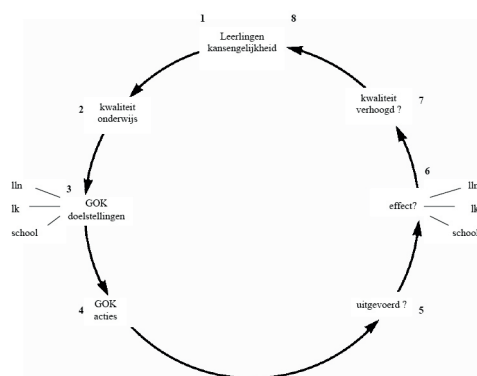 1 8
Leerlingen
kansengelijkheid
2 kwaliteit
onderwijs
kwaliteit 7
verhoogd ?
lln 3 GOK
lk doelstellingen
school
6
effect? lln
lk
school
4 GOK
acties
uitgevoerd ? 5